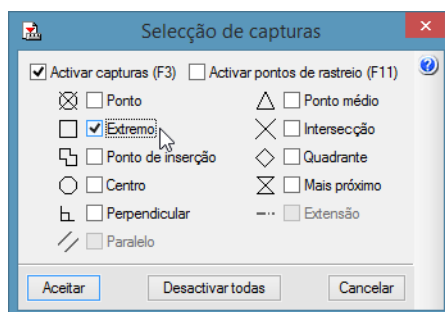 Selecção de capturas
Activar capturas (F3) Activar pontos de rastreio (F11)
Ponto Ponto médio
Extremo Intersecção
Ponto de inserção Quadrante
Centro Mais próximo
Perpendicular Extensão
Paralelo
Aceitar Desactivar todas Cancelar